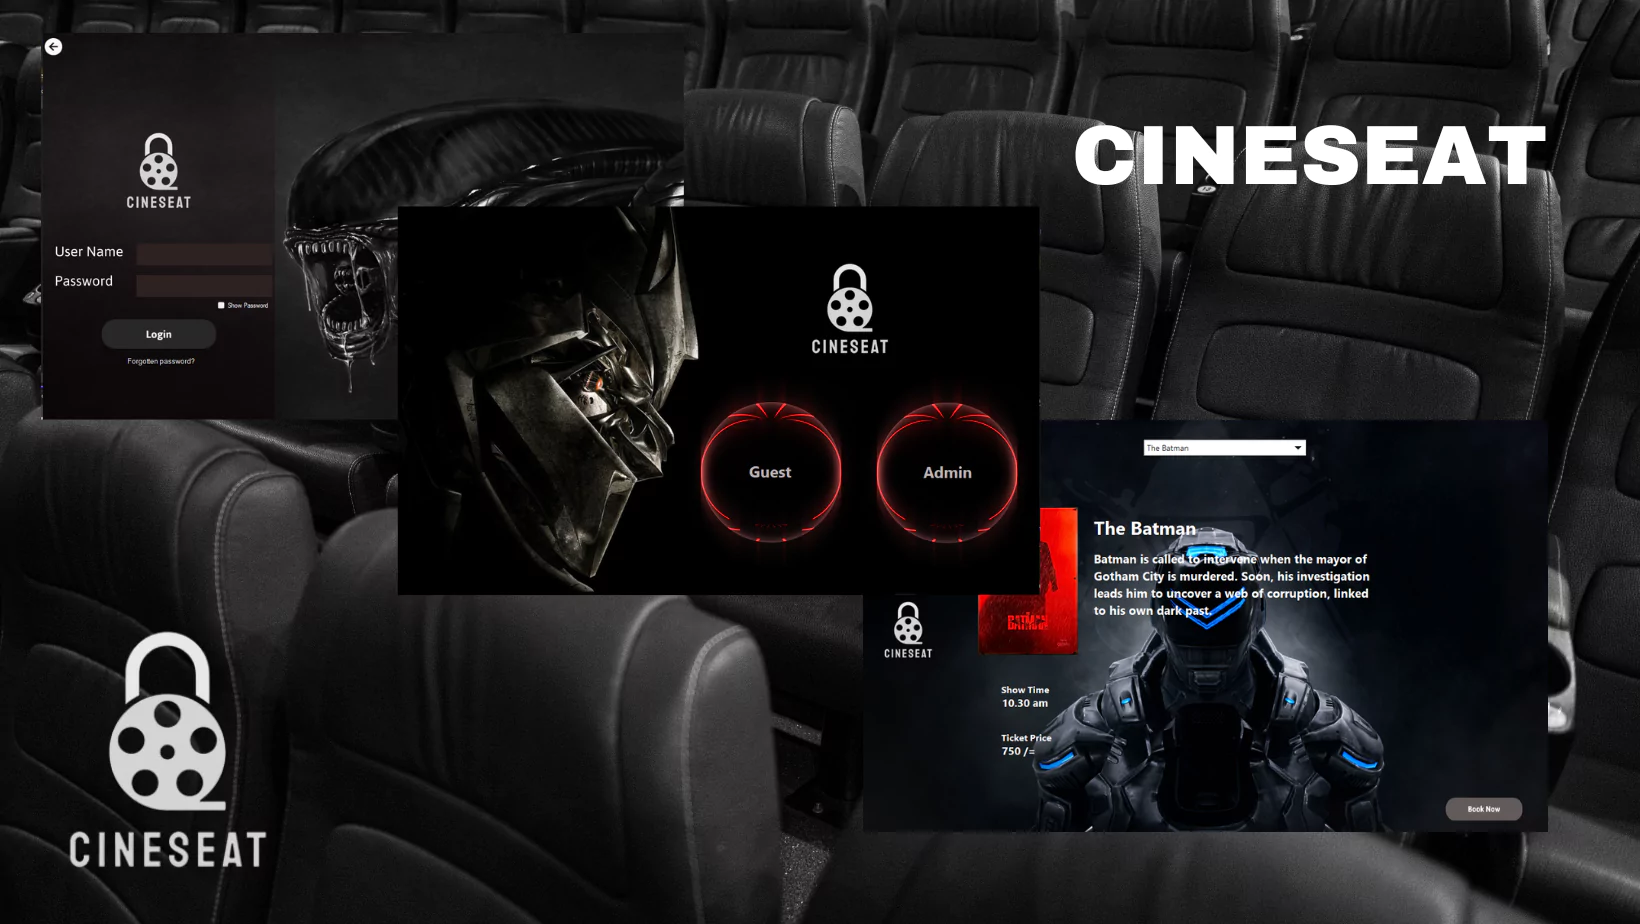 CINESEAT
CINESEAT
User Name
Password
Show Password
Login
Forgotten password?
CINESEAT
Guest
Admin
The Batman
The Batman
Batman is called to intervene when the mayor of
Gotham City is murdered. Soon, his investigation
leads him to uncover a web of corruption, linked
to his own dark past.
BATMAN
CINESEAT
Show Time
10.30 am
Ticket Price
750 /=
Book Now
CINESEAT